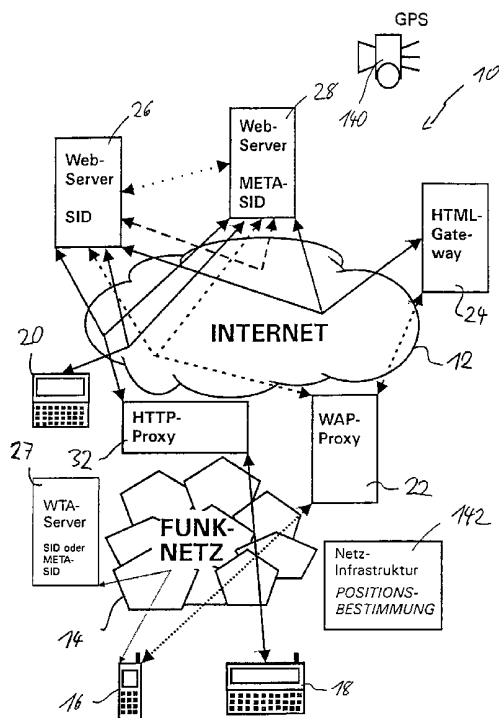 GPS
140
10
26
28
Web-
Server
SID
Web-
Server
META-
SID
HTML-
Gate-
way
24
INTERNET
12
20
HTTP-
Proxy
32
WAP-
Proxy
22
27
WTA-
Server
SID oder
META-
SID
FUNK-
NETZ
14
142
Netz-
Infrastruktur
POSITIONS-
BESTIMMUNG
16
18